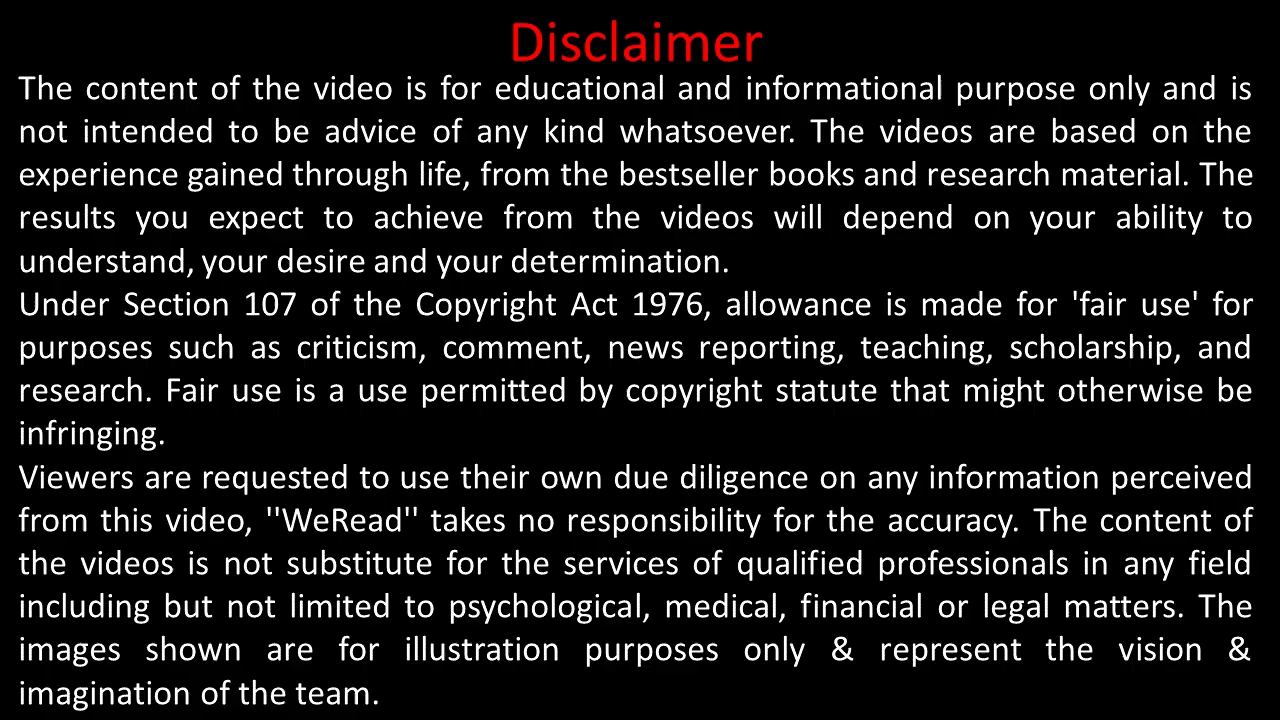 Disclaimer
The content of the video is for educational and informational purpose only and is
not intended to be advice of any kind whatsoever. The videos are based on the
experience gained through life, from the bestseller books and research material. The
results you expect to achieve from the videos will depend on your ability to
understand, your desire and your determination.
Under Section 107 of the Copyright Act 1976, allowance is made for 'fair use' for
purposes such as criticism, comment, news reporting, teaching, scholarship, and
research. Fair use is a use permitted by copyright statute that might otherwise be
infringing.
Viewers are requested to use their own due diligence on any information perceived
from this video, ''WeRead'' takes no responsibility for the accuracy. The content of
the videos is not substitute for the services of qualified professionals in any field
including but not limited to psychological, medical, financial or legal matters. The
images shown are for illustration purposes only & represent the vision &
imagination of the team.